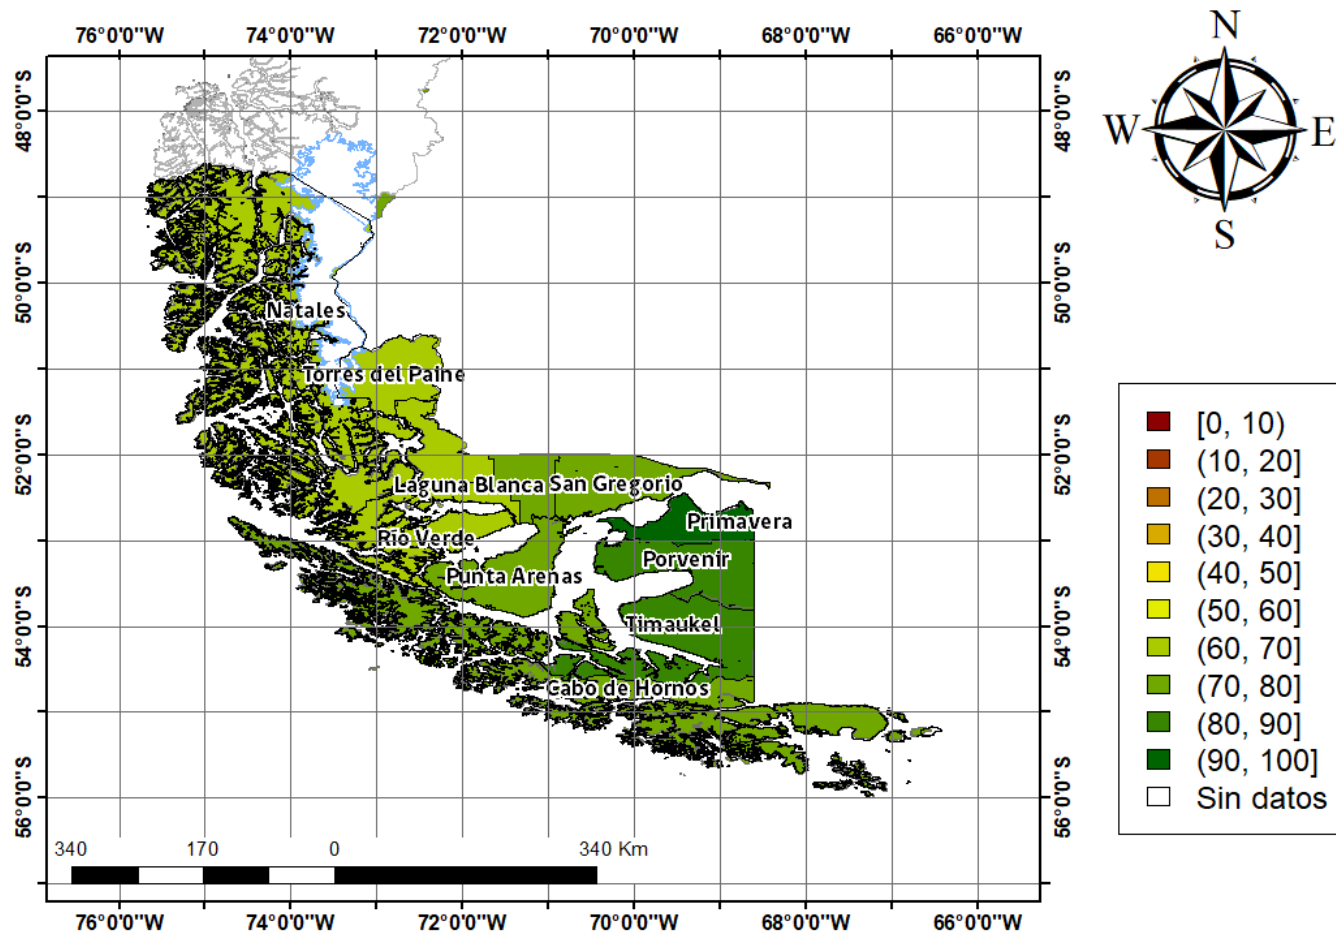 76°0'0"W 74°0'0"W 72°0'0"W 70°0'0"W 68°0'0"W 66°0'0"W
N
W E
S
48°0'0"S 48°0'0"S
50°0'0"S 50°0'0"S
Natales
Torres del Paine
52°0'0"S 52°0'0"S
Laguna Blanca San Gregorio
Primavera
Río Verde
Porvenir
Punta Arenas
54°0'0"S Timaukel 54°0'0"S
Cabo de Hornos
56°0'0"S 56°0'0"S
340 170 0 340 Km
76°0'0"W 74°0'0"W 72°0'0"W 70°0'0"W 68°0'0"W 66°0'0"W
[0, 10)
(10, 20]
(20, 30]
(30, 40]
(40, 50]
(50, 60]
(60, 70]
(70, 80]
(80, 90]
(90, 100]
Sin datos